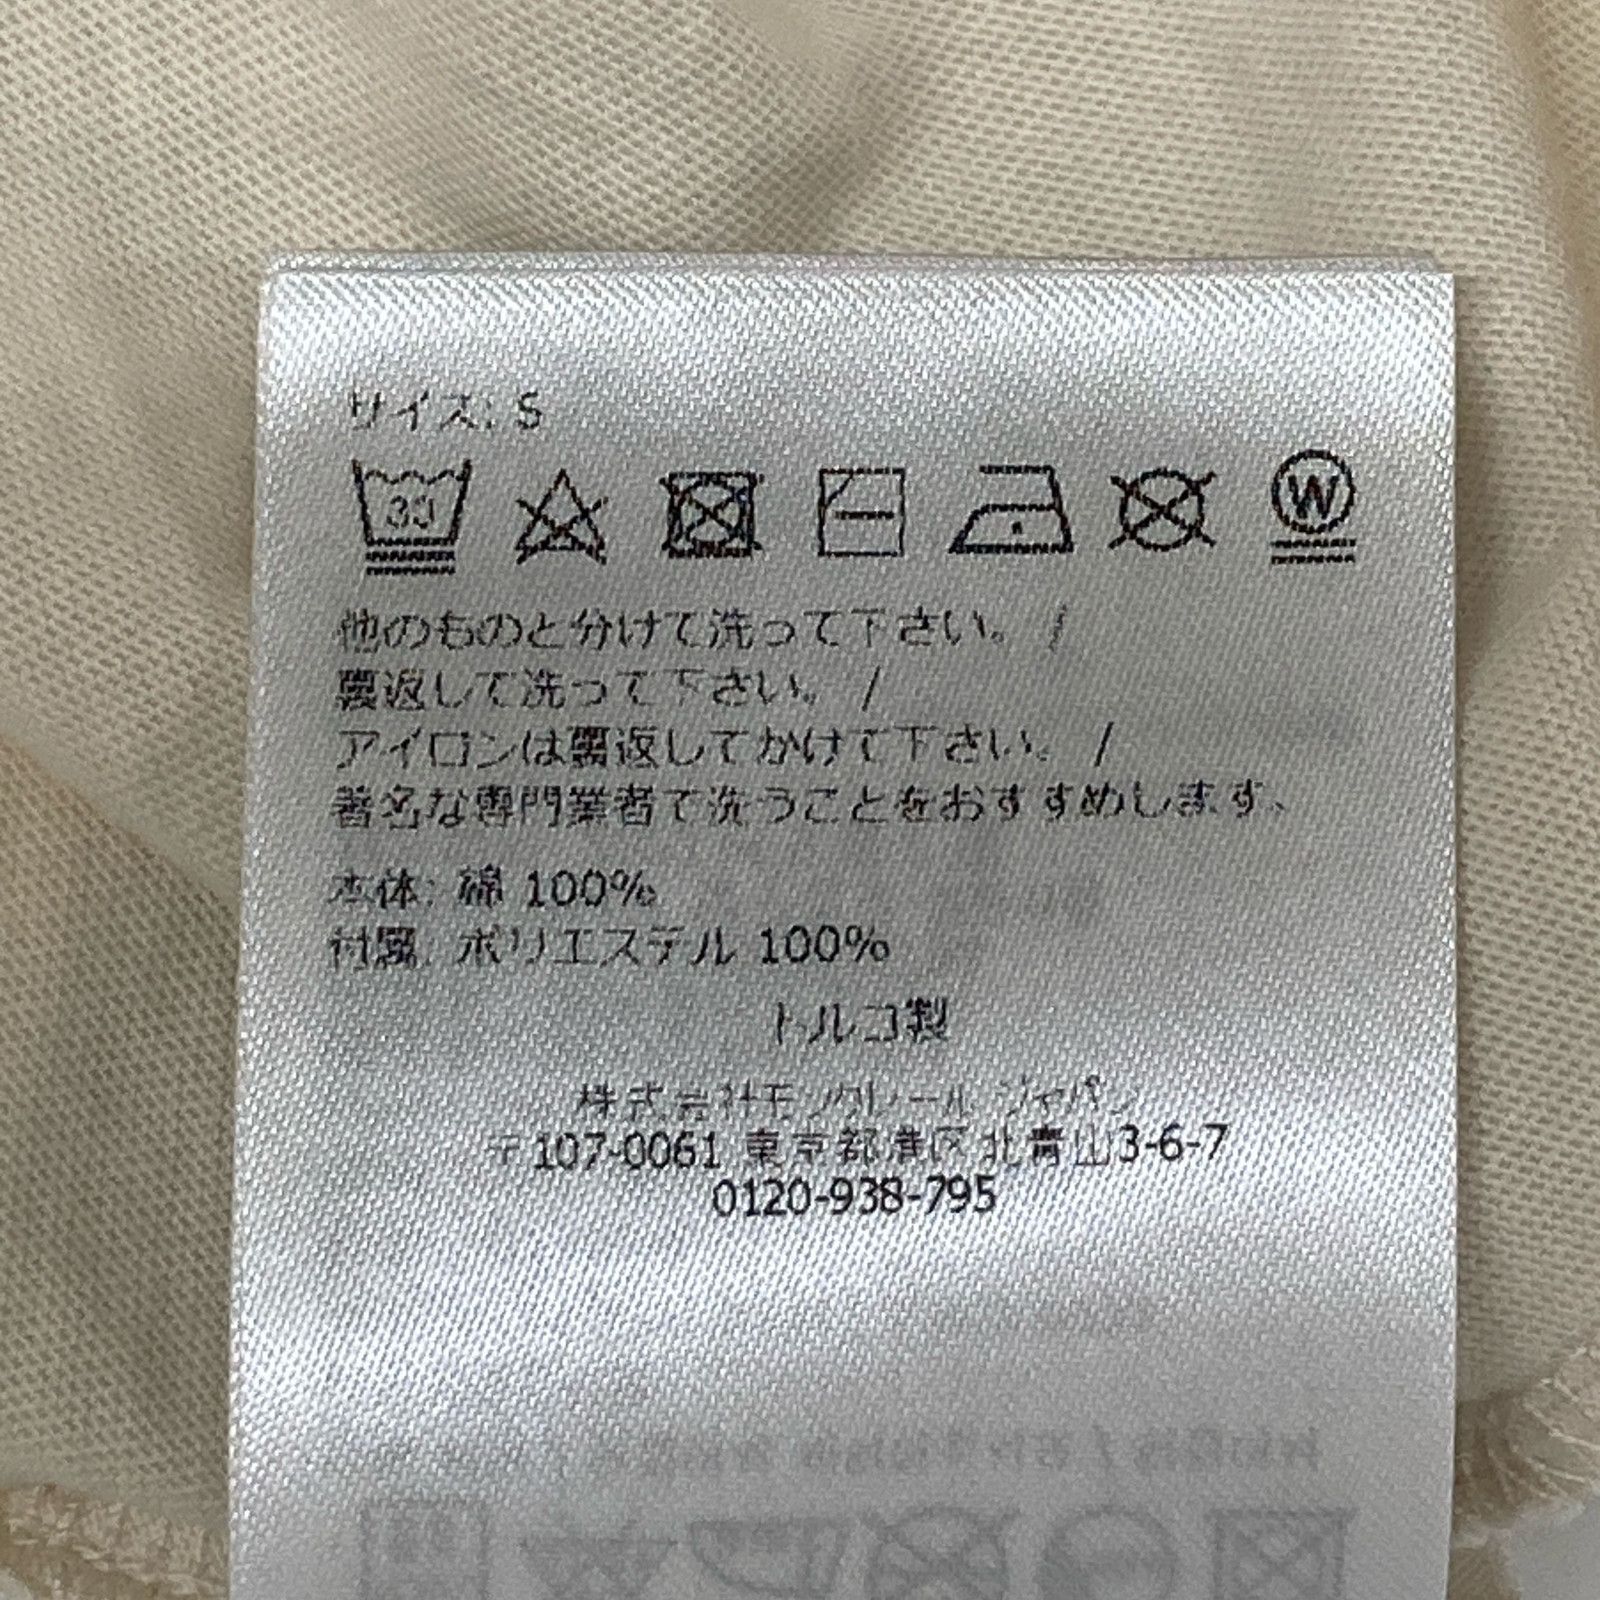 サイズ: S
30
W
他のものと分けて洗って下さい。 /
裏返して洗って下さい。 /
アイロンは裏返してかけて下さい。 /
著名な専門業者で洗うことをおすすめします。
本体: 綿 100%
付属: ポリエステル 100%
トルコ製
株式会社モンクレール ジャパン
〒107-0061 東京都港区北青山3-6-7
0120-938-795